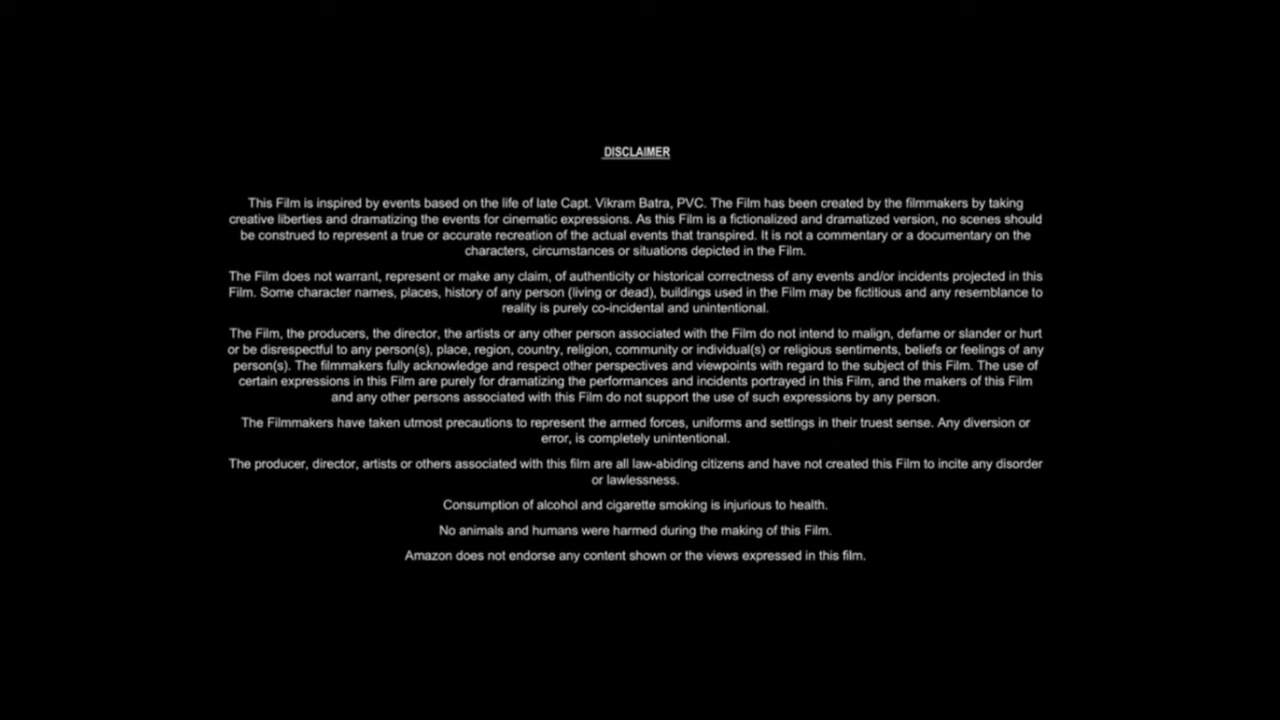 DISCLAIMER
This Film is inspired by events based on the life of late Capt. Vikram Batra, PVC. The Film has been created by the filmmakers by taking
creative liberties and dramatizing the events for cinematic expressions. As this Film is a fictionalized and dramatized version, no scenes should
be construed to represent a true or accurate recreation of the actual events that transpired. It is not a commentary or a documentary on the
characters, circumstances or situations depicted in the Film.
The Film does not warrant, represent or make any claim, of authenticity or historical correctness of any events and/or incidents projected in this
Film. Some character names, places, history of any person (living or dead), buildings used in the Film may be fictitious and any resemblance to
reality is purely co-incidental and unintentional.
The Film, the producers, the director, the artists or any other person associated with the Film do not intend to malign, defame or slander or hurt
or be disrespectful to any person(s), place, region, country, religion, community or individual(s) or religious sentiments, beliefs or feelings of any
person(s). The filmmakers fully acknowledge and respect other perspectives and viewpoints with regard to the subject of this Film. The use of
certain expressions in this Film are purely for dramatizing the performances and incidents portrayed in this Film, and the makers of this Film
and any other persons associated with this Film do not support the use of such expressions by any person.
The Filmmakers have taken utmost precautions to represent the armed forces, uniforms and settings in their truest sense. Any diversion or
error, is completely unintentional.
The producer, director, artists or others associated with this film are all law-abiding citizens and have not created this Film to incite any disorder
or lawlessness.
Consumption of alcohol and cigarette smoking is injurious to health.
No animals and humans were harmed during the making of this Film.
Amazon does not endorse any content shown or the views expressed in this film.